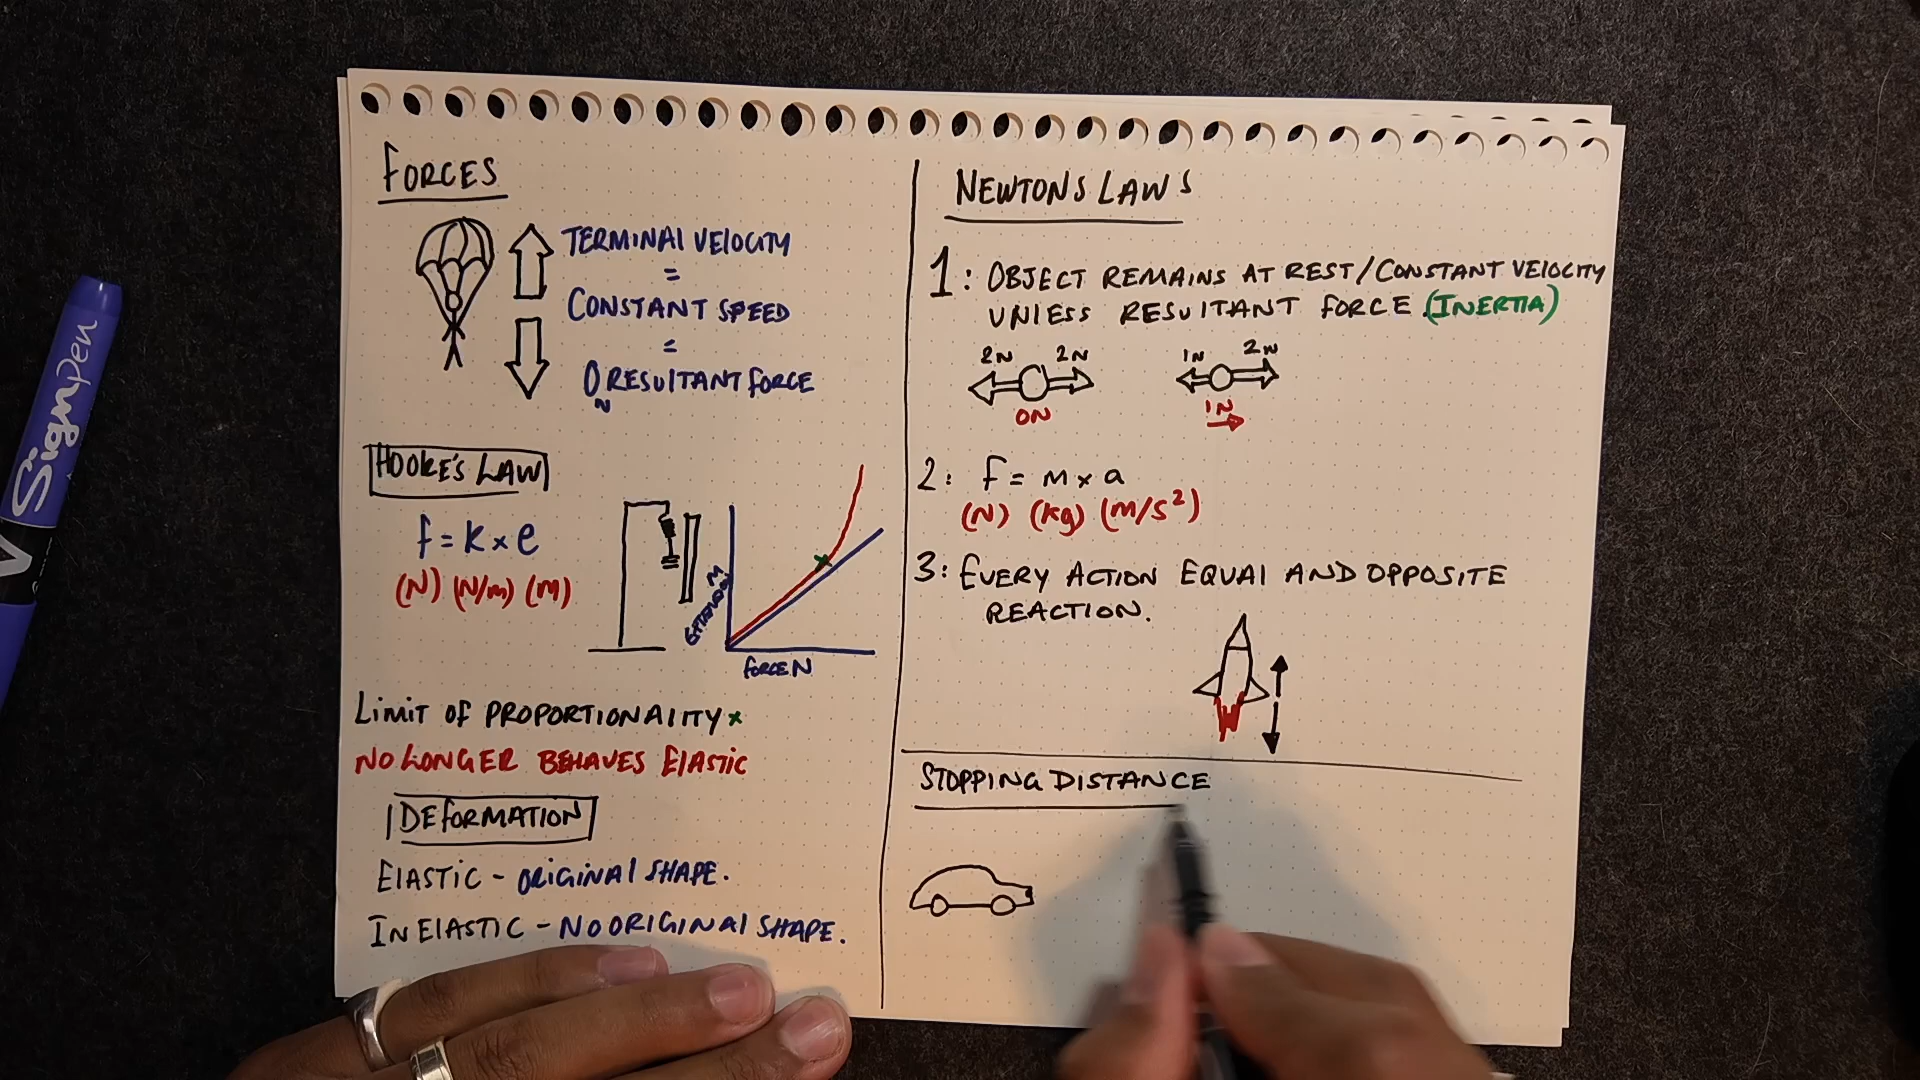 FORCES
TERMINAL VELOCITY
=
CONSTANT SPEED
=
0 RESULTANT FORCE
N
HOOKE'S LAW
f = k x e
(N) (N/m) (m)
EXTENSION M
FORCE N
LIMIT OF PROPORTIONALITY x
NO LONGER BEHAVES ELASTIC
DEFORMATION
ELASTIC - ORIGINAL SHAPE.
INELASTIC - NO ORIGINAL SHAPE.
NEWTONS LAWS
1: OBJECT REMAINS AT REST/CONSTANT VELOCITY
UNLESS RESULTANT FORCE (INERTIA)
2N 2N
0N
1N 2N
1N
2: f = m x a
(N) (kg) (m/s²)
3: EVERY ACTION EQUAL AND OPPOSITE
REACTION.
STOPPING DISTANCE
Sign pen